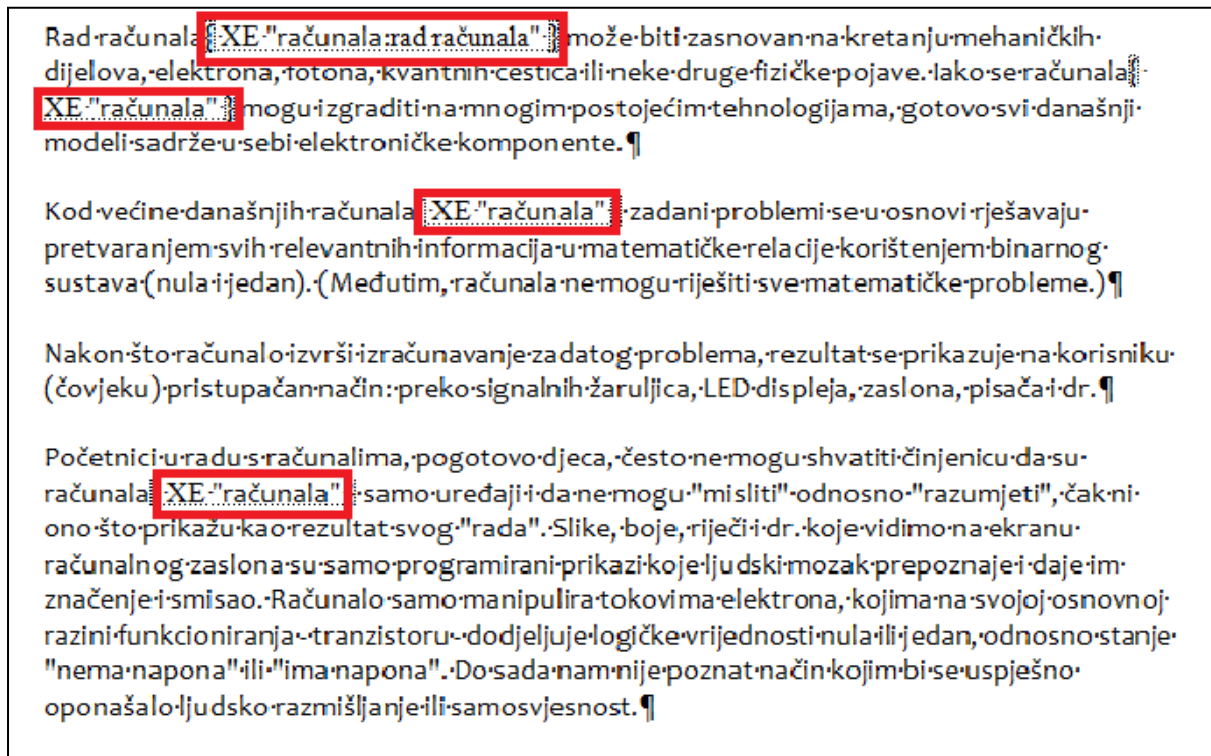 Rad·računala{·XE·"računala:rad računala"·}može·biti·zasnovan·na·kretanju·mehaničkih·
dijelova,·elektrona,·fotona,·kvantnih·čestica·ili·neke·druge·fizičke·pojave.·Iako·se·računala{·
XE·"računala"·}mogu·izgraditi·na·mnogim·postojećim·tehnologijama,·gotovo·svi·današnji·
modeli·sadrže·u·sebi·elektroničke·komponente.¶
Kod·većine·današnjih·računala{·XE·"računala"·}·zadani·problemi·se·u·osnovi·rješavaju·
pretvaranjem·svih·relevantnih·informacija·u·matematičke·relacije·korištenjem·binarnog·
sustava·(nula·i·jedan).·(Međutim,·računala·ne·mogu·riješiti·sve·matematičke·probleme.)¶
Nakon·što·računalo·izvrši·izračunavanje·zadatog·problema,·rezultat·se·prikazuje·na·korisniku·
(čovjeku)·pristupačan·način:·preko·signalnih·žaruljica,·LED·displeja,·zaslona,·pisača·i·dr.¶
Početnici·u·radu·s·računalima,·pogotovo·djeca,·često·ne·mogu·shvatiti·činjenicu·da·su·
računala{·XE·"računala"·}·samo·uređaji·i·da·ne·mogu·"misliti"·odnosno·"razumjeti",·čak·ni·
ono·što·prikažu·kao·rezultat·svog·"rada".·Slike,·boje,·riječi·i·dr.·koje·vidimo·na·ekranu·
računalnog·zaslona·su·samo·programirani·prikazi·koje·ljudski·mozak·prepoznaje·i·daje·im·
značenje·i·smisao.·Računalo·samo·manipulira·tokovima·elektrona,·kojima·na·svojoj·osnovnoj·
razini·funkcioniranja·-·tranzistoru·-·dodjeljuje·logičke·vrijednosti·nula·ili·jedan,·odnosno·stanje·
"nema·napona"·ili·"ima·napona".·Do·sada·nam·nije·poznat·način·kojim·bi·se·uspješno·
oponašalo·ljudsko·razmišljanje·ili·samosvjesnost.¶